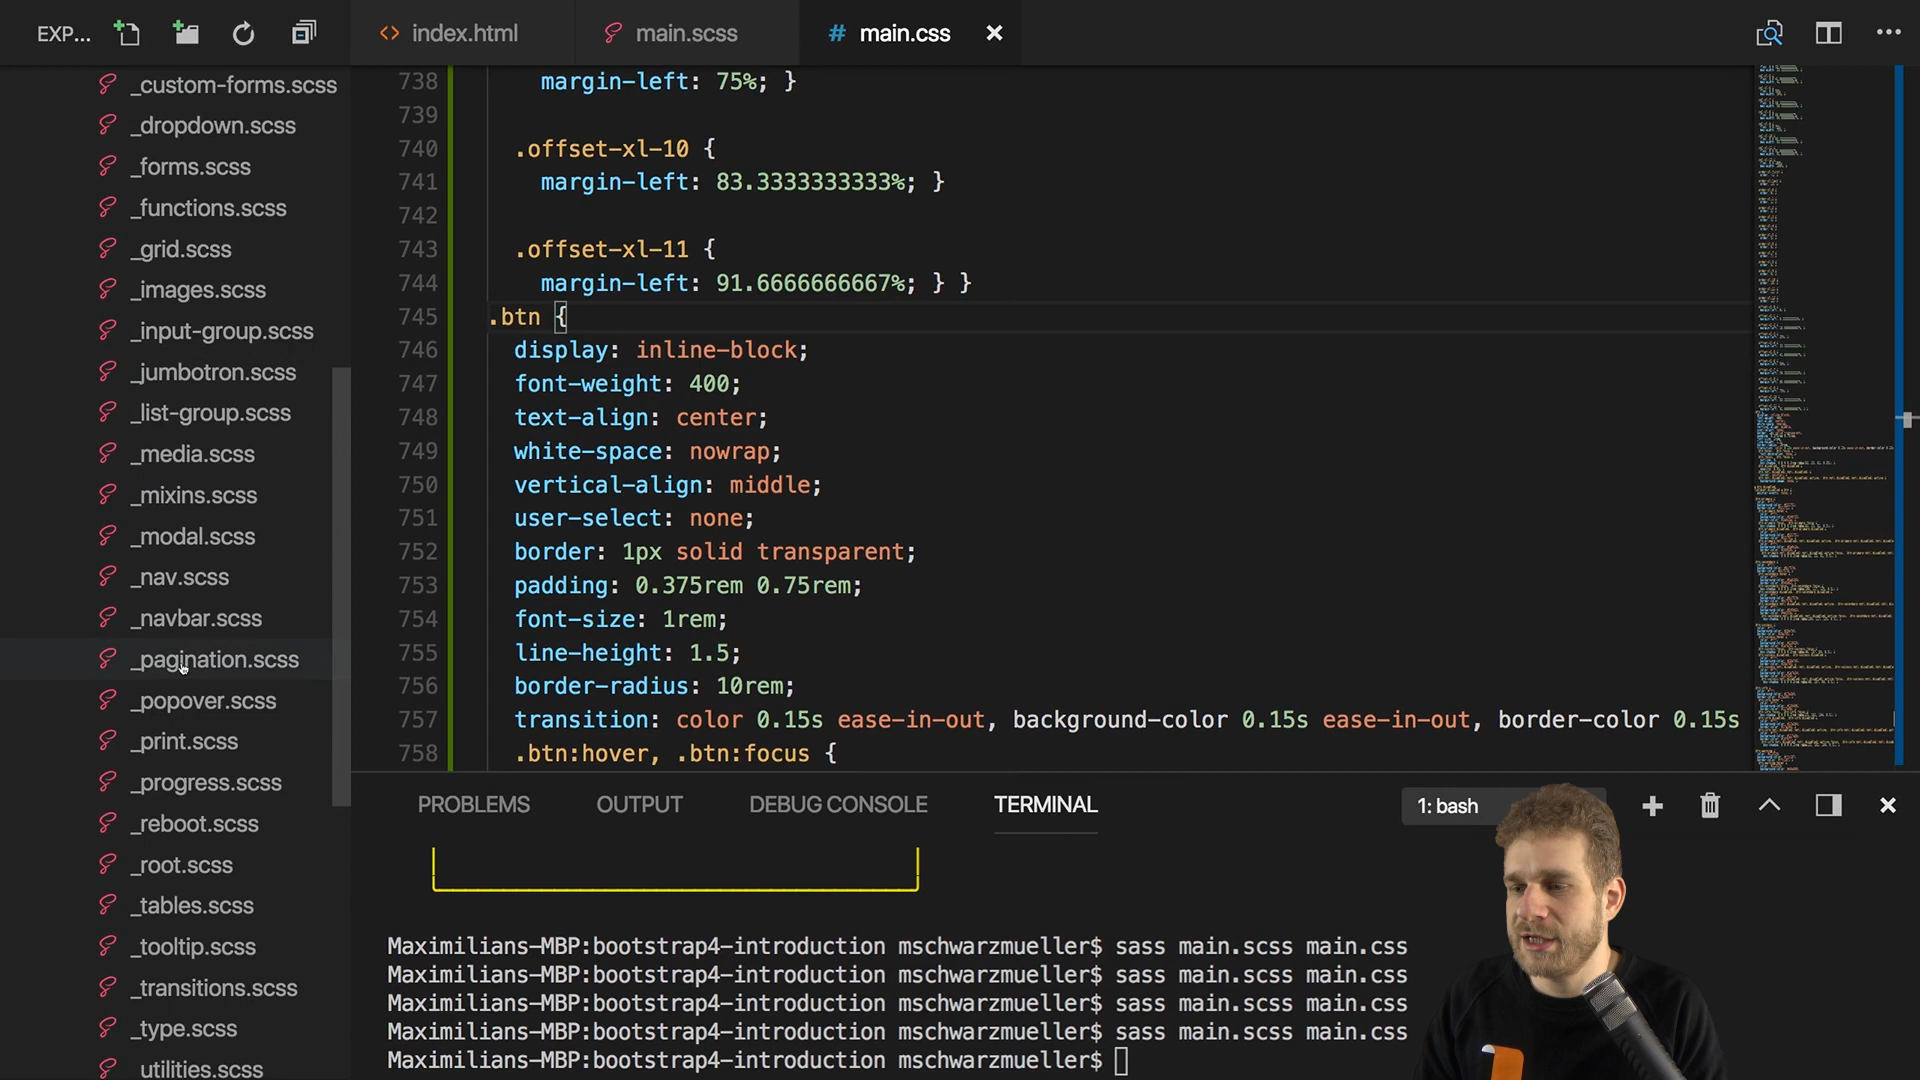 EXP...
index.html
main.scss
# main.css
_custom-forms.scss
_dropdown.scss
_forms.scss
_functions.scss
_grid.scss
_images.scss
_input-group.scss
_jumbotron.scss
_list-group.scss
_media.scss
_mixins.scss
_modal.scss
_nav.scss
_navbar.scss
_pagination.scss
_popover.scss
_print.scss
_progress.scss
_reboot.scss
_root.scss
_tables.scss
_tooltip.scss
_transitions.scss
_type.scss
_utilities.scss
738 margin-left: 75%; }
739
740 .offset-xl-10 {
741 margin-left: 83.3333333333%; }
742
743 .offset-xl-11 {
744 margin-left: 91.6666666667%; } }
745 .btn {
746 display: inline-block;
747 font-weight: 400;
748 text-align: center;
749 white-space: nowrap;
750 vertical-align: middle;
751 user-select: none;
752 border: 1px solid transparent;
753 padding: 0.375rem 0.75rem;
754 font-size: 1rem;
755 line-height: 1.5;
756 border-radius: 10rem;
757 transition: color 0.15s ease-in-out, background-color 0.15s ease-in-out, border-color 0.15s
758 .btn:hover, .btn:focus {
PROBLEMS OUTPUT DEBUG CONSOLE TERMINAL 1: bash
Maximilians-MBP:bootstrap4-introduction mschwarzmueller$ sass main.scss main.css
Maximilians-MBP:bootstrap4-introduction mschwarzmueller$ sass main.scss main.css
Maximilians-MBP:bootstrap4-introduction mschwarzmueller$ sass main.scss main.css
Maximilians-MBP:bootstrap4-introduction mschwarzmueller$ sass main.scss main.css
Maximilians-MBP:bootstrap4-introduction mschwarzmueller$